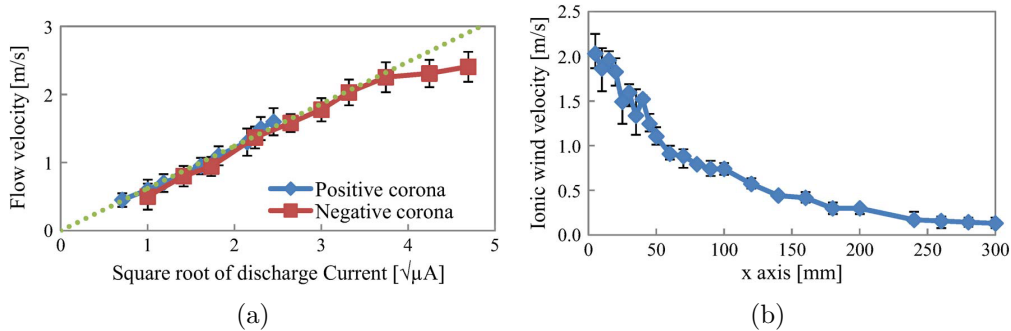 3
2
1
0
0
1
2
3
4
5
Flow velocity [m/s]
Square root of discharge Current [√μA]
Positive corona
Negative corona
(a)
2.5
2.0
1.5
1.0
0.5
0.0
0
50
100
150
200
250
300
Ionic wind velocity [m/s]
x axis [mm]
(b)